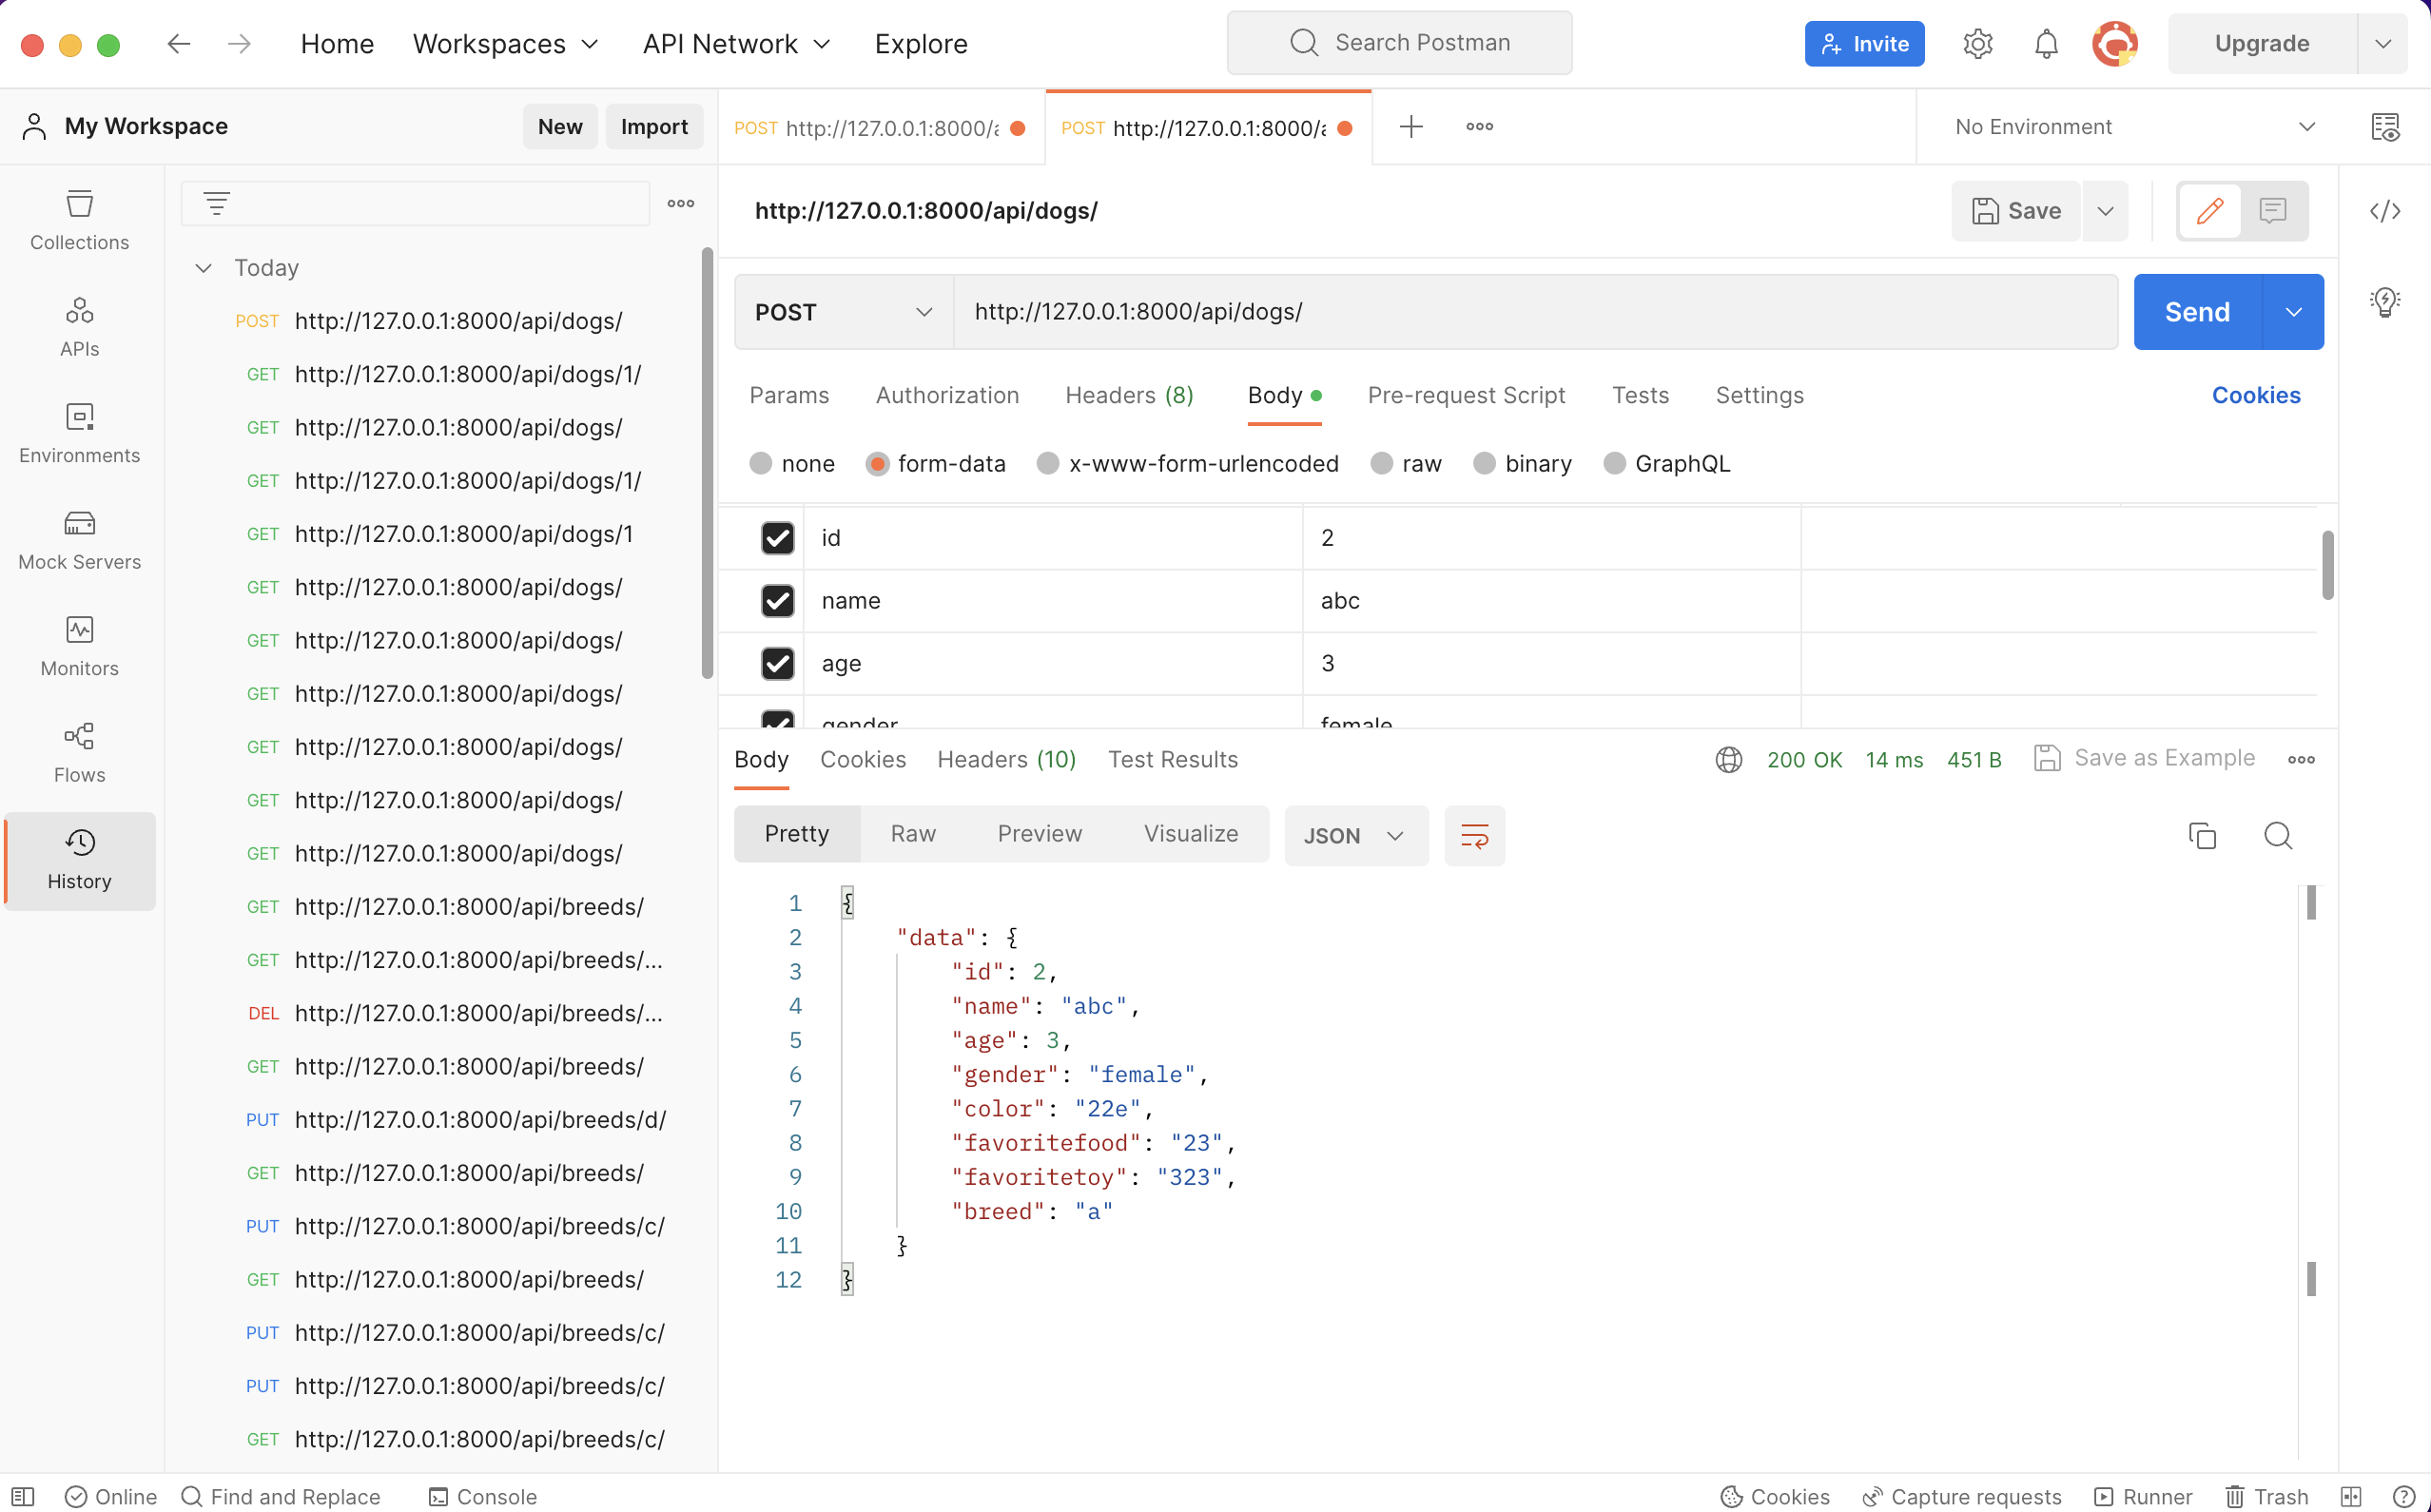 Home Workspaces API Network Explore Search Postman Invite Upgrade
My Workspace New Import POST http://127.0.0.1:8000/a POST http://127.0.0.1:8000/a No Environment
http://127.0.0.1:8000/api/dogs/ Save
Collections
APIs
Environments
Mock Servers
Monitors
Flows
History
Today
POST http://127.0.0.1:8000/api/dogs/
GET http://127.0.0.1:8000/api/dogs/1/
GET http://127.0.0.1:8000/api/dogs/
GET http://127.0.0.1:8000/api/dogs/1/
GET http://127.0.0.1:8000/api/dogs/1
GET http://127.0.0.1:8000/api/dogs/
GET http://127.0.0.1:8000/api/dogs/
GET http://127.0.0.1:8000/api/dogs/
GET http://127.0.0.1:8000/api/dogs/
GET http://127.0.0.1:8000/api/dogs/
GET http://127.0.0.1:8000/api/dogs/
GET http://127.0.0.1:8000/api/breeds/
GET http://127.0.0.1:8000/api/breeds/...
DEL http://127.0.0.1:8000/api/breeds/...
GET http://127.0.0.1:8000/api/breeds/
PUT http://127.0.0.1:8000/api/breeds/d/
GET http://127.0.0.1:8000/api/breeds/
PUT http://127.0.0.1:8000/api/breeds/c/
GET http://127.0.0.1:8000/api/breeds/
PUT http://127.0.0.1:8000/api/breeds/c/
PUT http://127.0.0.1:8000/api/breeds/c/
GET http://127.0.0.1:8000/api/breeds/c/
POST http://127.0.0.1:8000/api/dogs/ Send
Params Authorization Headers (8) Body Pre-request Script Tests Settings Cookies
none form-data x-www-form-urlencoded raw binary GraphQL
id 2
name abc
age 3
gender female
Body Cookies Headers (10) Test Results 200 OK 14 ms 451 B Save as Example
Pretty Raw Preview Visualize JSON
1 {
2 "data": {
3 "id": 2,
4 "name": "abc",
5 "age": 3,
6 "gender": "female",
7 "color": "22e",
8 "favoritefood": "23",
9 "favoritetoy": "323",
10 "breed": "a"
11 }
12 }
Online Find and Replace Console Cookies Capture requests Runner Trash